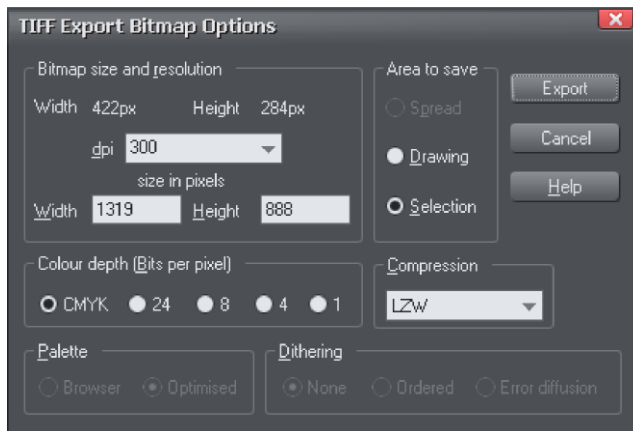 TIFF Export Bitmap Options
Bitmap size and resolution
Width 422px Height 284px
dpi 300
size in pixels
Width 1319 Height 888
Area to save
Spread
Drawing
Selection
Export
Cancel
Help
Colour depth (Bits per pixel)
CMYK 24 8 4 1
Compression
LZW
Palette
Browser Optimised
Dithering
None Ordered Error diffusion